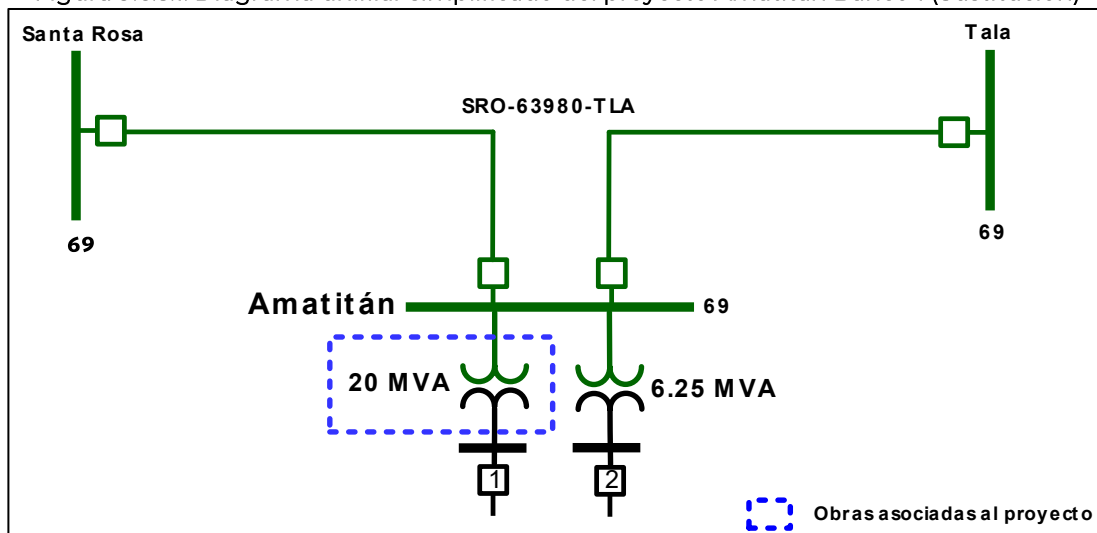 Santa Rosa
Tala
SRO-63980-TLA
69
69
Amatitán
69
20 MVA
6.25 MVA
1
2
Obras asociadas al proyecto